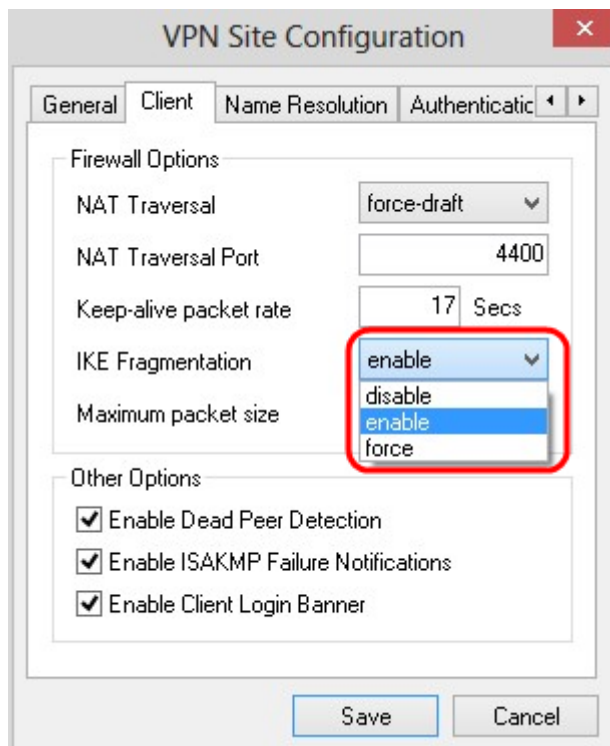 VPN Site Configuration
General Client Name Resolution Authenticatic
Firewall Options
NAT Traversal force-draft
NAT Traversal Port 4400
Keep-alive packet rate 17 Secs
IKE Fragmentation enable
disable
enable
Maximum packet size
force
Other Options
Enable Dead Peer Detection
Enable ISAKMP Failure Notifications
Enable Client Login Banner
Save Cancel